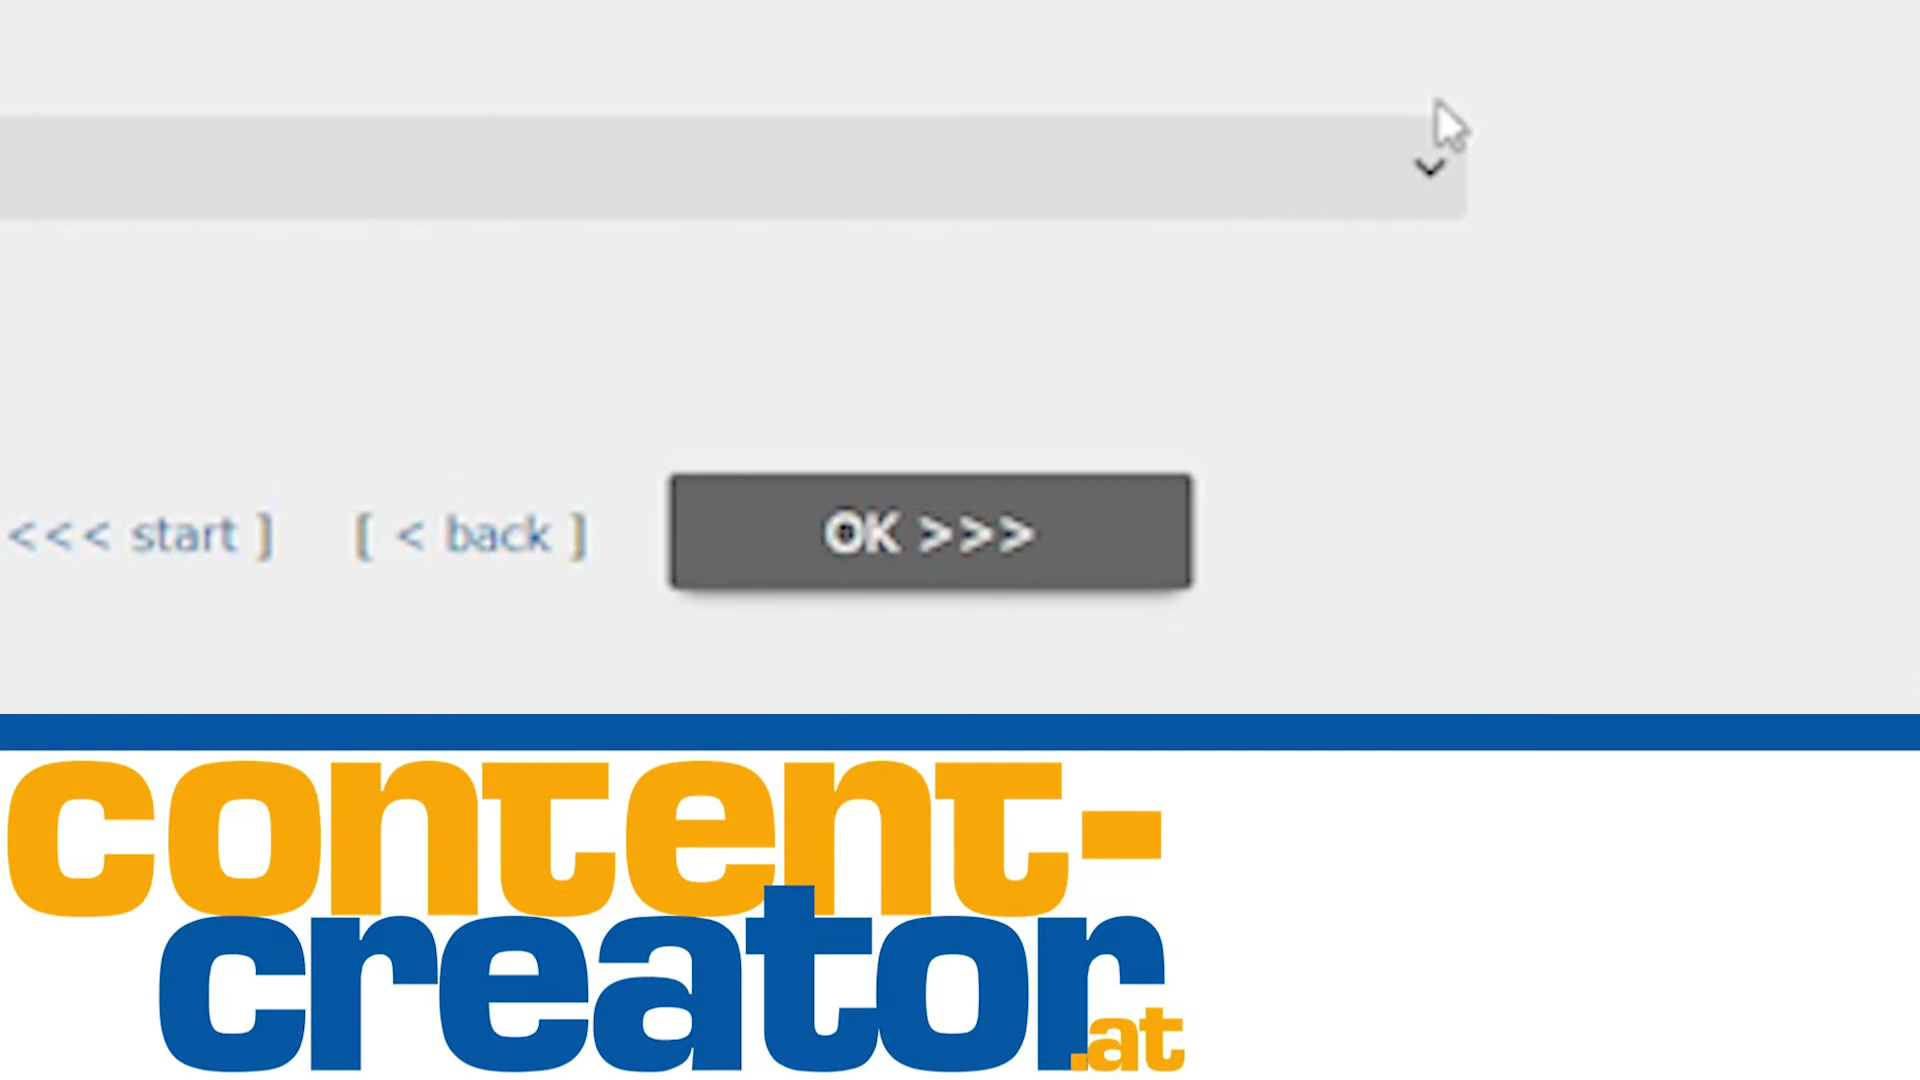 <<< start ] [ < back ] OK >>>
content-
creator
.at